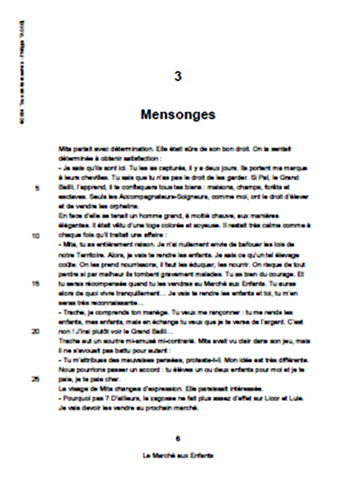 3
Mensonges
Mita parlait avec détermination. Elle était sûre de son bon droit. On la sentait
déterminée à obtenir satisfaction :
- Je sais qu'ils sont ici. Tu les as capturés, il y a deux jours. Ils portent ma marque
à leurs chevilles. Tu sais que tu n'as pas le droit de les garder. Si Pal, le Grand
5 Bailli, l'apprend, il te confisquera tous tes biens : maisons, champs, forêts et
esclaves. Seuls les Accompagnateurs-Soigneurs, comme moi, ont le droit d'élever
et de vendre les orphelins.
En face d'elle se tenait un homme grand, à moitié chauve, aux manières
élégantes. Il était vêtu d'une toge colorée et soyeuse. Il restait très calme comme à
10 chaque fois qu'il traitait une affaire :
- Mita, tu as entièrement raison. Je n'ai nullement envie de bafouer les lois de
notre Territoire. Alors, je vais te rendre les enfants. Je sais ce qu'un tel élevage
coûte. On les prend nourrissons, il faut les éduquer, les nourrir. On risque de tout
perdre si par malheur ils tombent gravement malades. Tu as bien du courage. Et
15 tu seras récompensée quand tu les vendras au Marché aux Enfants. Tu auras
alors de quoi vivre tranquillement... Je vais te rendre les enfants et toi, tu m'en
seras très reconnaissante...
- Trache, je comprends ton manège. Tu veux me rançonner : tu me rends les
enfants, mes enfants, mais en échange tu veux que je te verse de l'argent. C'est
20 non ! J'irai plutôt voir le Grand Bailli...
Trache eut un sourire mi-amusé mi-contrarié. Mita avait vu clair dans son jeu, mais
il ne s'avouait pas battu pour autant :
- Tu m'attribues des mauvaises pensées, protesta-t-il. Mon idée est très différente.
Nous pourrions passer un accord : tu élèves un ou deux enfants pour moi et je te
25 paie, je te paie cher.
Le visage de Mita changea d'expression. Elle paraissait intéressée.
- Pourquoi pas ? D'ailleurs, la sagosse ne fait plus assez d'effet sur Licor et Lule.
Je vais devoir les vendre au prochain marché.
6
Le Marché aux Enfants